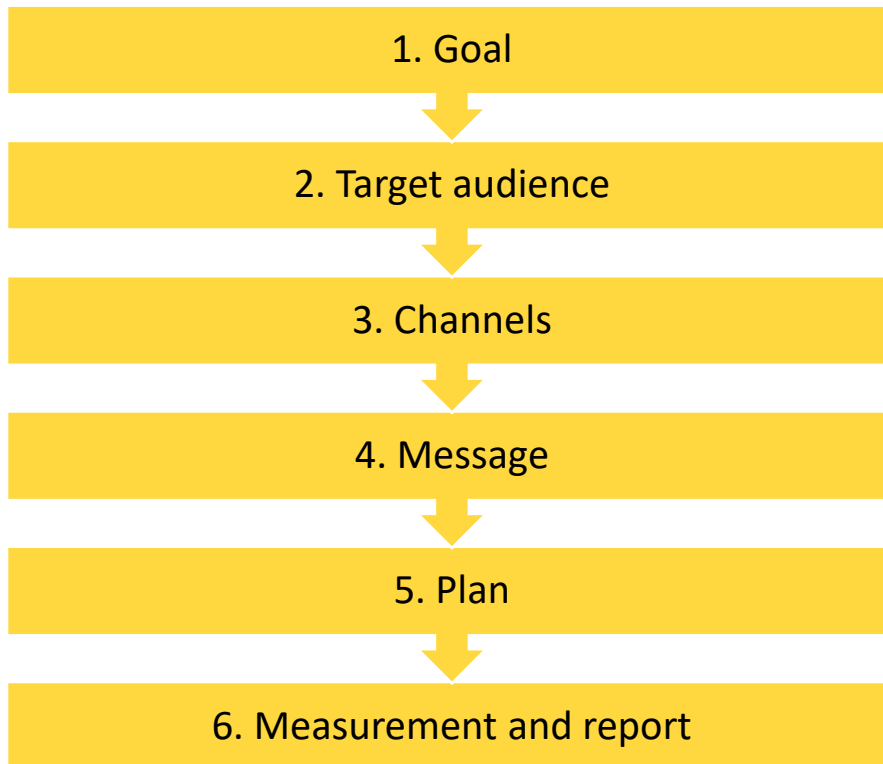 1. Goal
2. Target audience
3. Channels
4. Message
5. Plan
6. Measurement and report